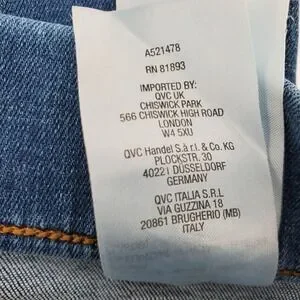 A521478
RN 81893
IMPORTED BY:
QVC UK
CHISWICK PARK
566 CHISWICK HIGH ROAD
LONDON
W4 5XU
QVC Handel S.à r.l. & Co. KG
PLOCKSTR. 30
40221 DÜSSELDORF
GERMANY
QVC ITALIA S.R.L
VIA GUZZINA 18
20861 BRUGHERIO (MB)
ITALY